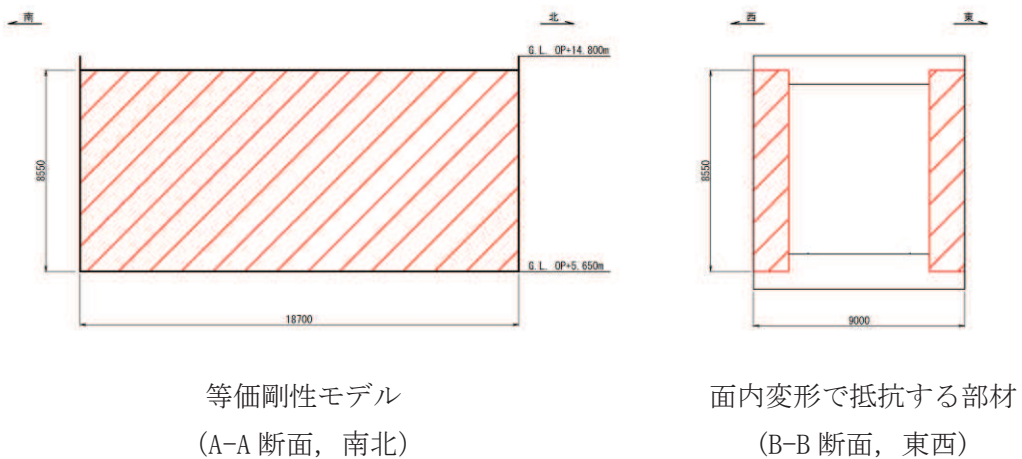 南
北
西
東
G.L. OP+14.800m
8550
8550
G.L. OP+5.650m
18700
9000
等価剛性モデル
面内変形で抵抗する部材
(A-A 断面, 南北)
(B-B 断面, 東西)